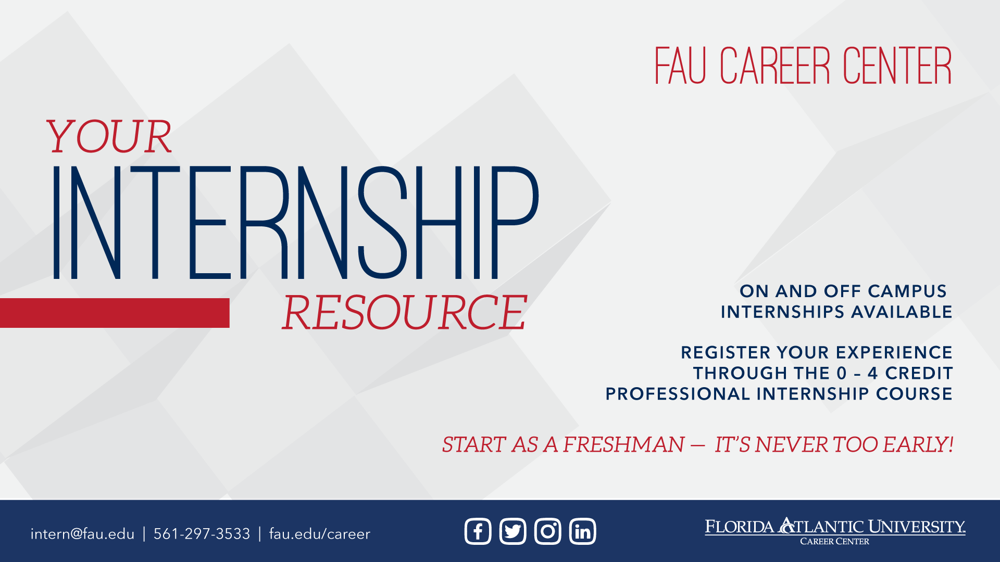 FAU CAREER CENTER
YOUR
INTERNSHIP
RESOURCE
ON AND OFF CAMPUS
INTERNSHIPS AVAILABLE
REGISTER YOUR EXPERIENCE
THROUGH THE 0 – 4 CREDIT
PROFESSIONAL INTERNSHIP COURSE
START AS A FRESHMAN — IT'S NEVER TOO EARLY!
intern@fau.edu | 561-297-3533 | fau.edu/career
FLORIDA ATLANTIC UNIVERSITY™
CAREER CENTER